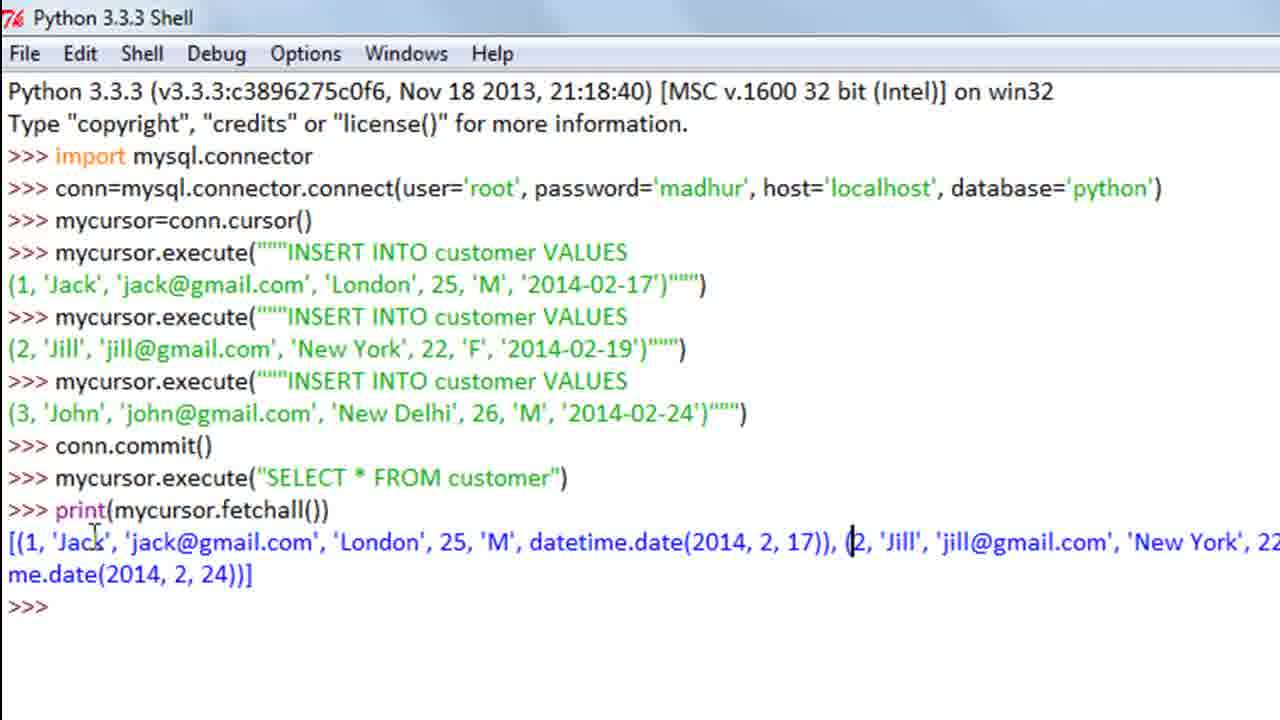 Python 3.3.3 Shell
File Edit Shell Debug Options Windows Help
Python 3.3.3 (v3.3.3:c3896275c0f6, Nov 18 2013, 21:18:40) [MSC v.1600 32 bit (Intel)] on win32
Type "copyright", "credits" or "license()" for more information.
>>> import mysql.connector
>>> conn=mysql.connector.connect(user='root', password='madhur', host='localhost', database='python')
>>> mycursor=conn.cursor()
>>> mycursor.execute("""INSERT INTO customer VALUES
(1, 'Jack', 'jack@gmail.com', 'London', 25, 'M', '2014-02-17')""")
>>> mycursor.execute("""INSERT INTO customer VALUES
(2, 'Jill', 'jill@gmail.com', 'New York', 22, 'F', '2014-02-19')""")
>>> mycursor.execute("""INSERT INTO customer VALUES
(3, 'John', 'john@gmail.com', 'New Delhi', 26, 'M', '2014-02-24')""")
>>> conn.commit()
>>> mycursor.execute("SELECT * FROM customer")
>>> print(mycursor.fetchall())
[(1, 'Jack', 'jack@gmail.com', 'London', 25, 'M', datetime.date(2014, 2, 17)), (2, 'Jill', 'jill@gmail.com', 'New York', 22
me.date(2014, 2, 24))]
>>>